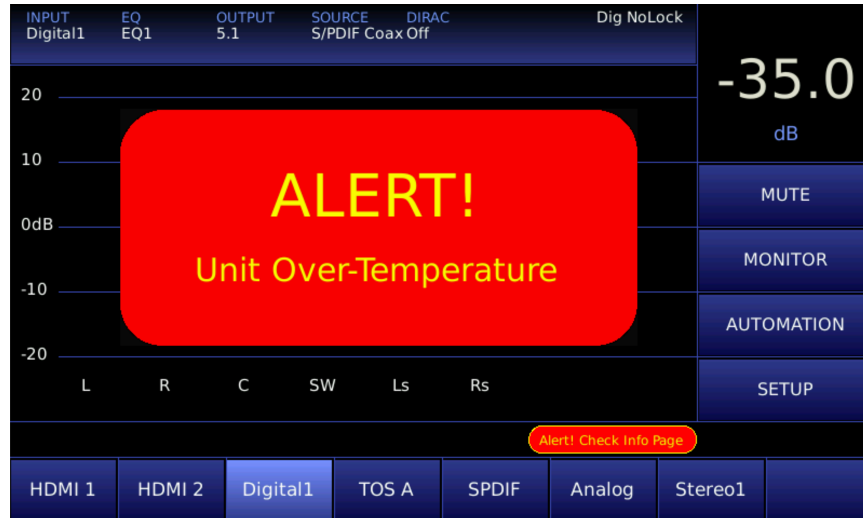 INPUT EQ OUTPUT SOURCE DIRAC Dig NoLock
Digital1 EQ1 5.1 S/PDIF Coax Off
-35.0
dB
20
10
0dB
-10
-20
ALERT!
Unit Over-Temperature
L R C SW Ls Rs
MUTE
MONITOR
AUTOMATION
SETUP
Alert! Check Info Page
HDMI 1 HDMI 2 Digital1 TOS A SPDIF Analog Stereo1